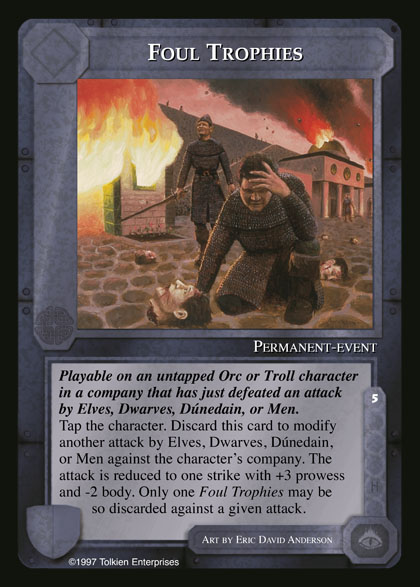 Foul Trophies
Permanent-event
Playable on an untapped Orc or Troll character
in a company that has just defeated an attack
by Elves, Dwarves, Dúnedain, or Men.
Tap the character. Discard this card to modify
another attack by Elves, Dwarves, Dúnedain,
or Men against the character's company. The
attack is reduced to one strike with +3 prowess
and -2 body. Only one Foul Trophies may be
so discarded against a given attack.
5
H
Art by Eric David Anderson
©1997 Tolkien Enterprises